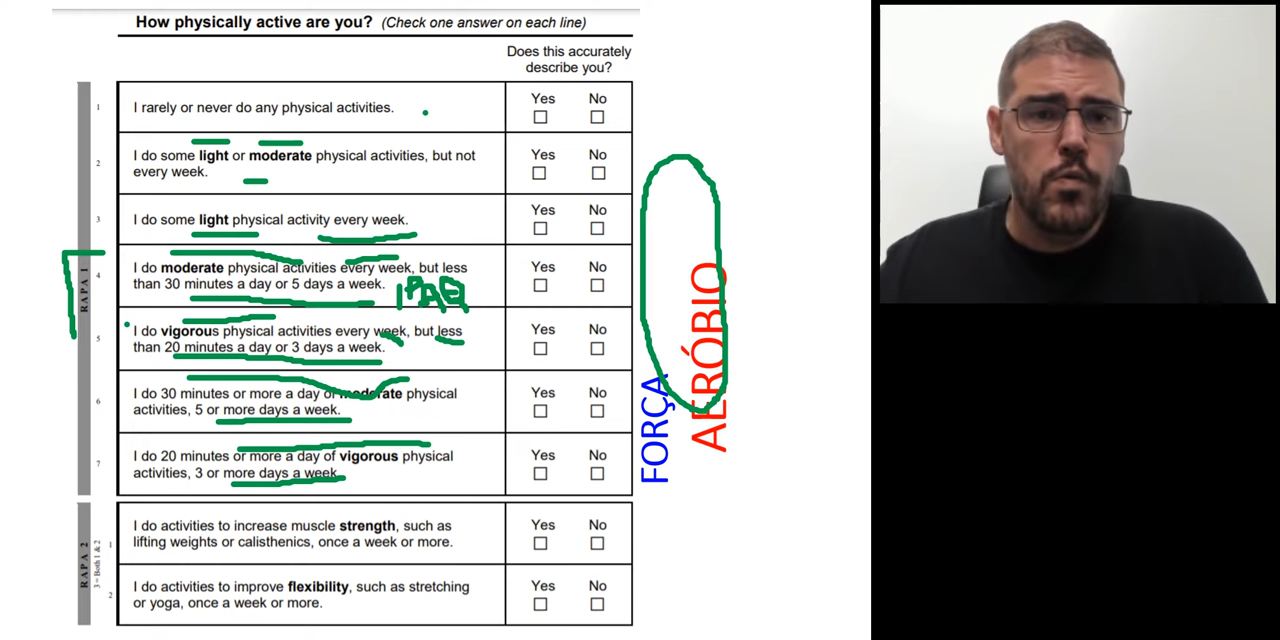 How physically active are you? (Check one answer on each line)
Does this accurately
describe you?
1
I rarely or never do any physical activities.
Yes No
2
I do some light or moderate physical activities, but not
every week.
Yes No
3
I do some light physical activity every week.
Yes No
RAPA 1
4
I do moderate physical activities every week, but less
than 30 minutes a day or 5 days a week.
Yes No
IPAQ
5
I do vigorous physical activities every week, but less
than 20 minutes a day or 3 days a week.
Yes No
6
I do 30 minutes or more a day of moderate physical
activities, 5 or more days a week.
Yes No
7
I do 20 minutes or more a day of vigorous physical
activities, 3 or more days a week.
Yes No
FORÇA
AERÓBIO
RAPA 2
3 = Both 1 & 2
1
I do activities to increase muscle strength, such as
lifting weights or calisthenics, once a week or more.
Yes No
2
I do activities to improve flexibility, such as stretching
or yoga, once a week or more.
Yes No